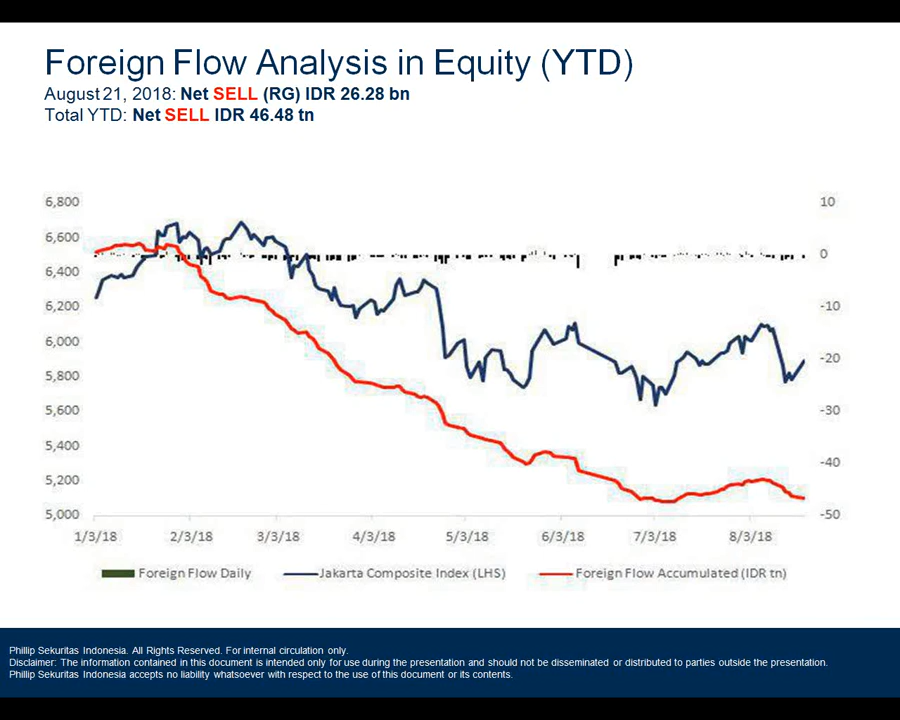 Foreign Flow Analysis in Equity (YTD)
August 21, 2018: Net SELL (RG) IDR 26.28 bn
Total YTD: Net SELL IDR 46.48 tn
6,800
6,600
6,400
6,200
6,000
5,800
5,600
5,400
5,200
5,000
10
0
-10
-20
-30
-40
-50
1/3/18 2/3/18 3/3/18 4/3/18 5/3/18 6/3/18 7/3/18 8/3/18
Foreign Flow Daily Jakarta Composite Index (LHS) Foreign Flow Accumulated (IDR tn)
Phillip Sekuritas Indonesia. All Rights Reserved. For internal circulation only.
Disclaimer: The information contained in this document is intended only for use during the presentation and should not be disseminated or distributed to parties outside the presentation.
Phillip Sekuritas Indonesia accepts no liability whatsoever with respect to the use of this document or its contents.